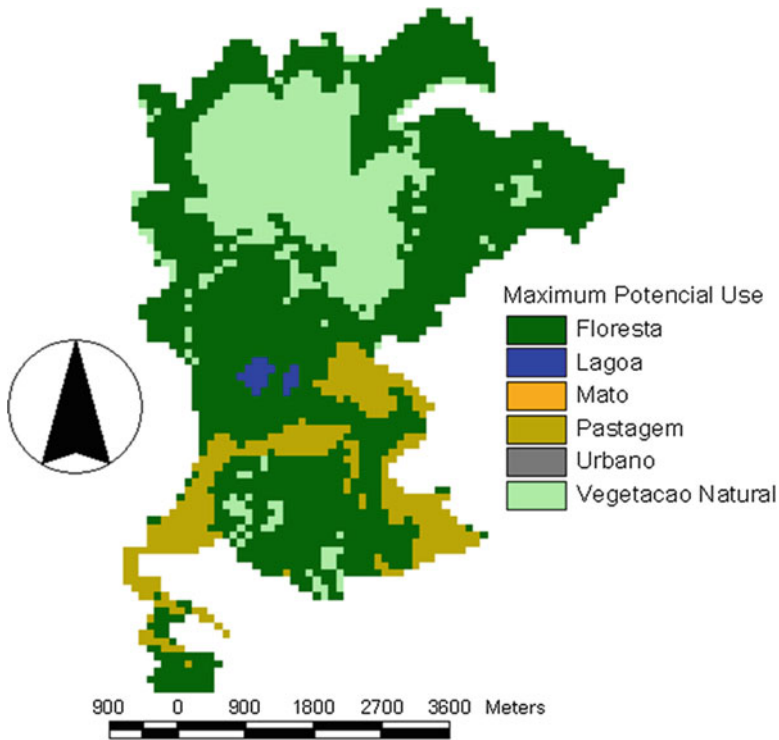 Maximum Potencial Use
Floresta
Lagoa
Mato
Pastagem
Urbano
Vegetacao Natural
900 0 900 1800 2700 3600 Meters